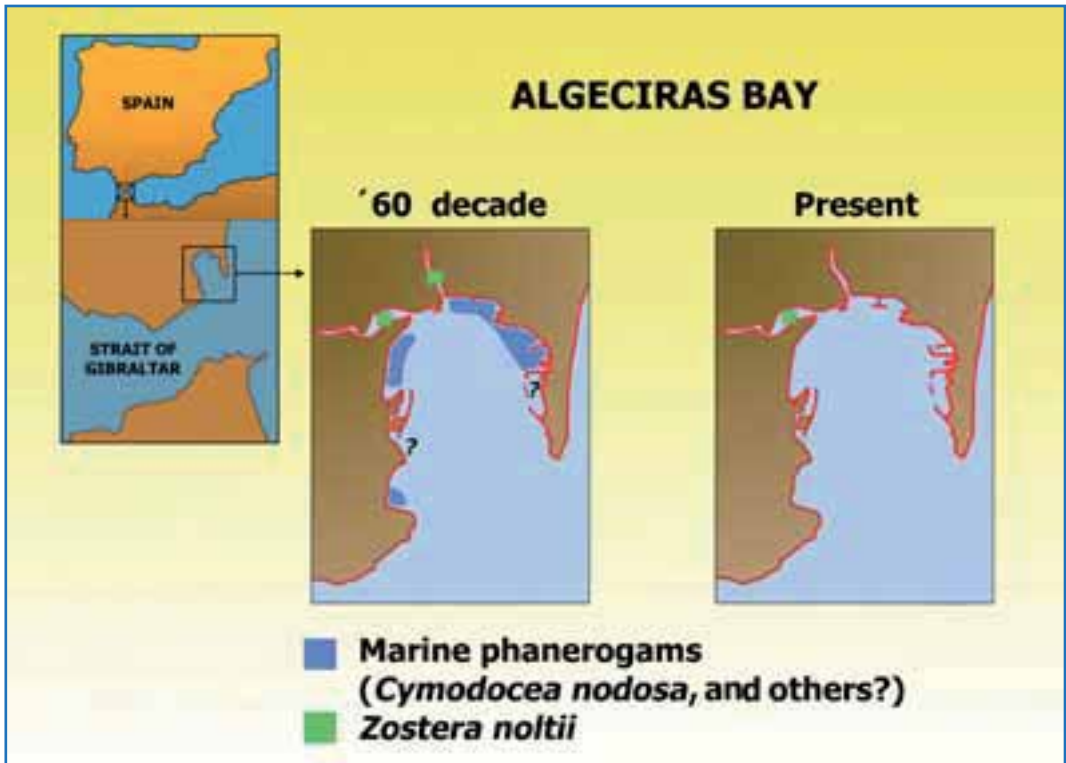 ALGECIRAS BAY
SPAIN
STRAIT OF
GIBRALTAR
´60 decade
?
?
Present
Marine phanerogams
(Cymodocea nodosa, and others?)
Zostera noltii